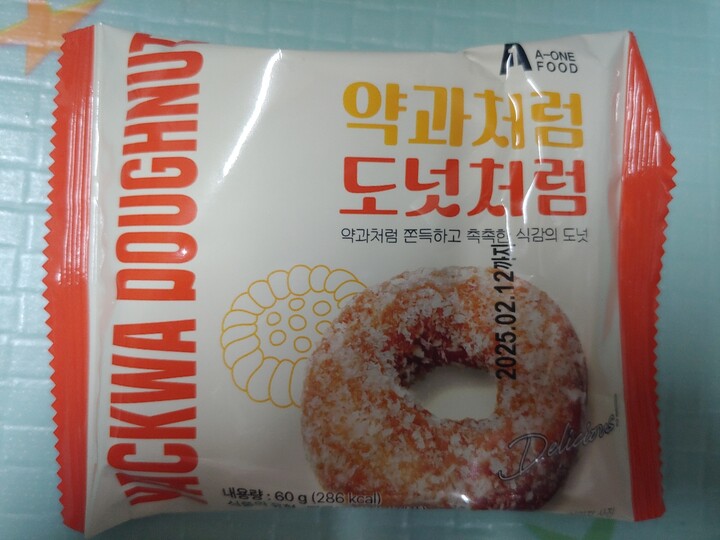 YACKWA DOUGHNUT
A-ONE
FOOD
약과처럼
도넛처럼
약과처럼 쫀득하고 촉촉한 식감의 도넛
2025.02.12까지
Delicious!
내용량 : 60 g (286 kcal)